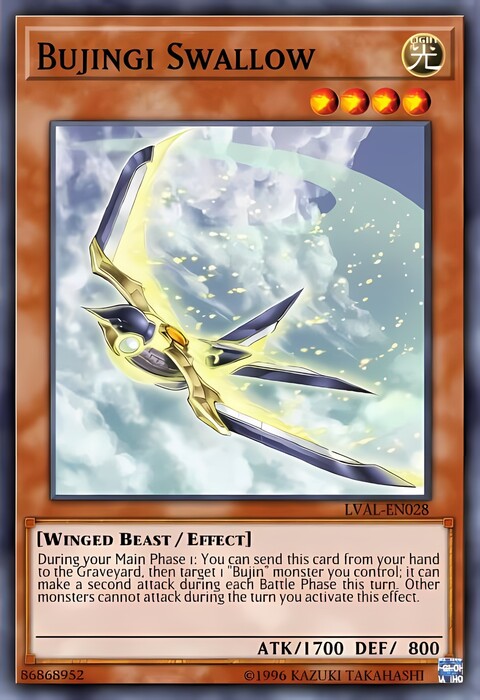 Bujingi Swallow
LIGHT
光
LVAL-EN028
[Winged Beast / Effect]
During your Main Phase 1: You can send this card from your hand
to the Graveyard, then target 1 "Bujin" monster you control; it can
make a second attack during each Battle Phase this turn. Other
monsters cannot attack during the turn you activate this effect.
ATK/1700 DEF/ 800
86868952
©1996 KAZUKI TAKAHASHI